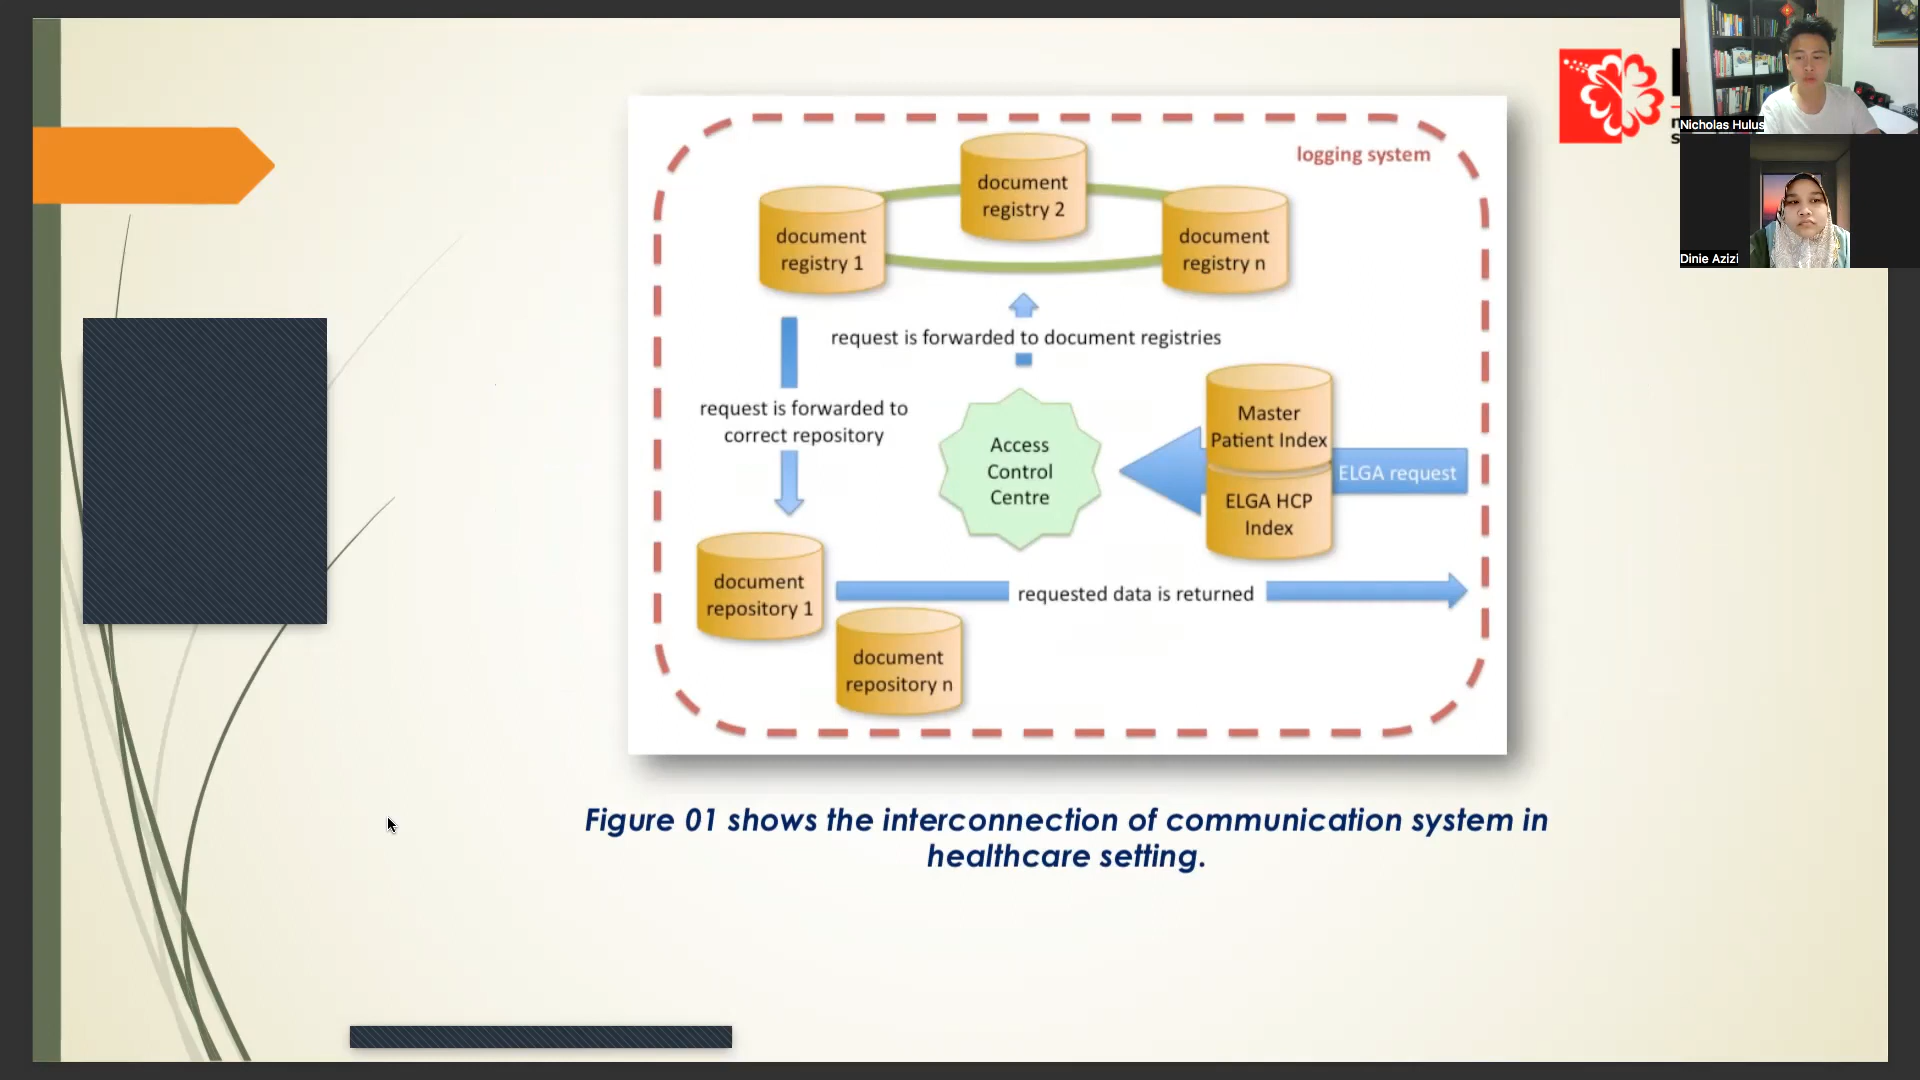 logging system
document
registry 2
document
registry 1
document
registry n
request is forwarded to document registries
request is forwarded to
correct repository
Access
Control
Centre
Master
Patient Index
ELGA HCP
Index
ELGA request
document
repository 1
requested data is returned
document
repository n
Figure 01 shows the interconnection of communication system in
healthcare setting.
Nicholas Hulus
Dinie Azizi